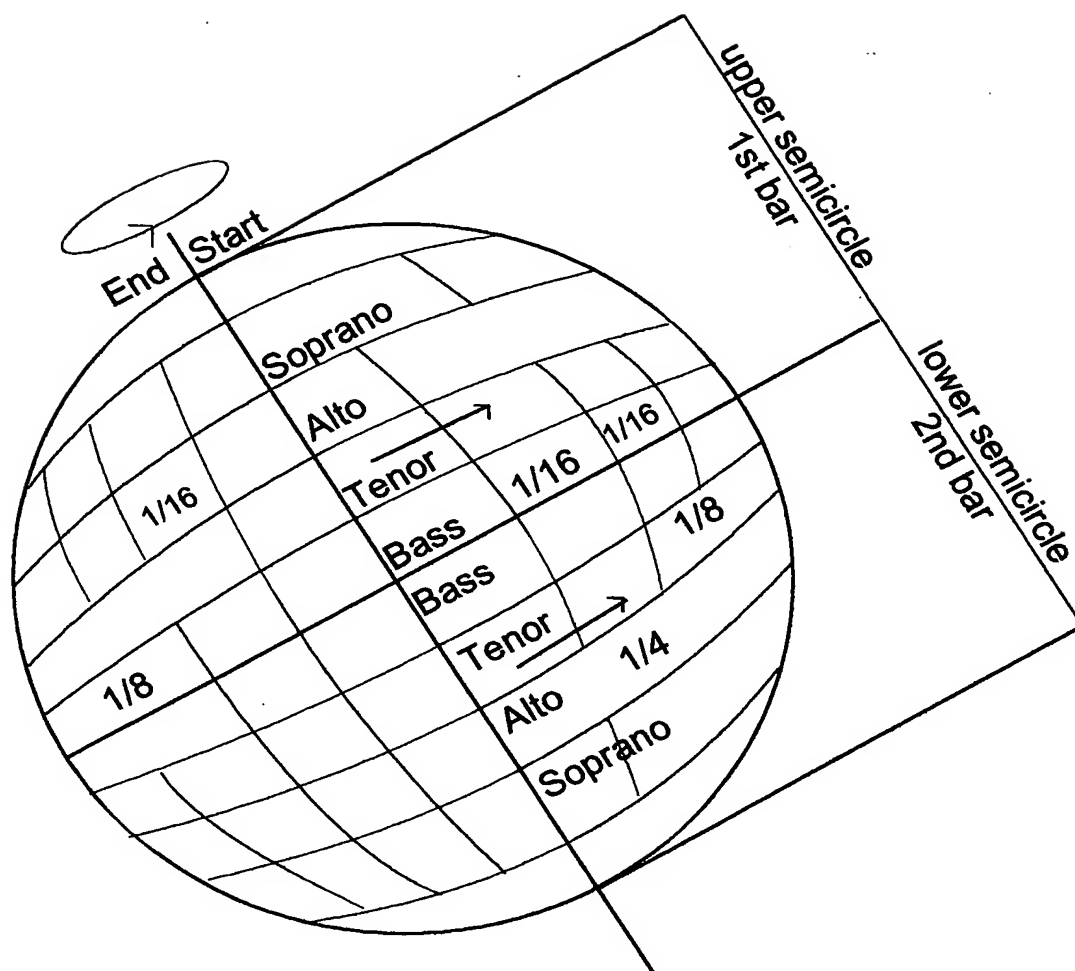 upper semicircle
1st bar
Start
End
Soprano
Alto
Tenor
Bass
1/16
1/16
1/16
1/8
1/8
lower semicircle
2nd bar
Bass
Tenor
Alto
Soprano
1/4